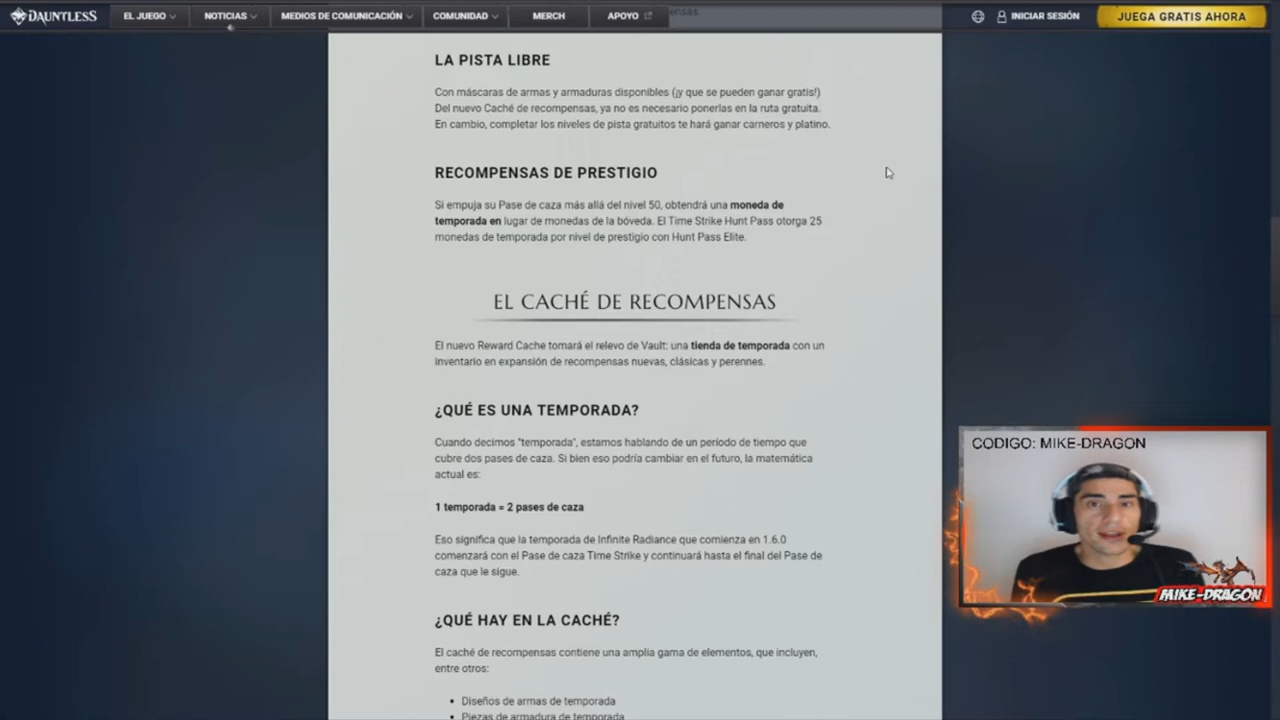 DAUNTLESS
EL JUEGO
NOTICIAS
MEDIOS DE COMUNICACIÓN
COMUNIDAD
MERCH
APOYO
INICIAR SESIÓN
JUEGA GRATIS AHORA
LA PISTA LIBRE
Con máscaras de armas y armaduras disponibles (¡y que se pueden ganar gratis!)
Del nuevo Caché de recompensas, ya no es necesario ponerlas en la ruta gratuita.
En cambio, completar los niveles de pista gratuitos te hará ganar carneros y platino.
RECOMPENSAS DE PRESTIGIO
Si empuja su Pase de caza más allá del nivel 50, obtendrá una moneda de
temporada en lugar de monedas de la bóveda. El Time Strike Hunt Pass otorga 25
monedas de temporada por nivel de prestigio con Hunt Pass Elite.
EL CACHÉ DE RECOMPENSAS
El nuevo Reward Cache tomará el relevo de Vault: una tienda de temporada con un
inventario en expansión de recompensas nuevas, clásicas y perennes.
¿QUÉ ES UNA TEMPORADA?
Cuando decimos "temporada", estamos hablando de un período de tiempo que
cubre dos pases de caza. Si bien eso podría cambiar en el futuro, la matemática
actual es:
1 temporada = 2 pases de caza
Eso significa que la temporada de Infinite Radiance que comienza en 1.6.0
comenzará con el Pase de caza Time Strike y continuará hasta el final del Pase de
caza que le sigue.
¿QUÉ HAY EN LA CACHÉ?
El caché de recompensas contiene una amplia gama de elementos, que incluyen,
entre otros:
• Diseños de armas de temporada
• Piezas de armadura de temporada
CODIGO: MIKE-DRAGON
MIKE-DRAGON